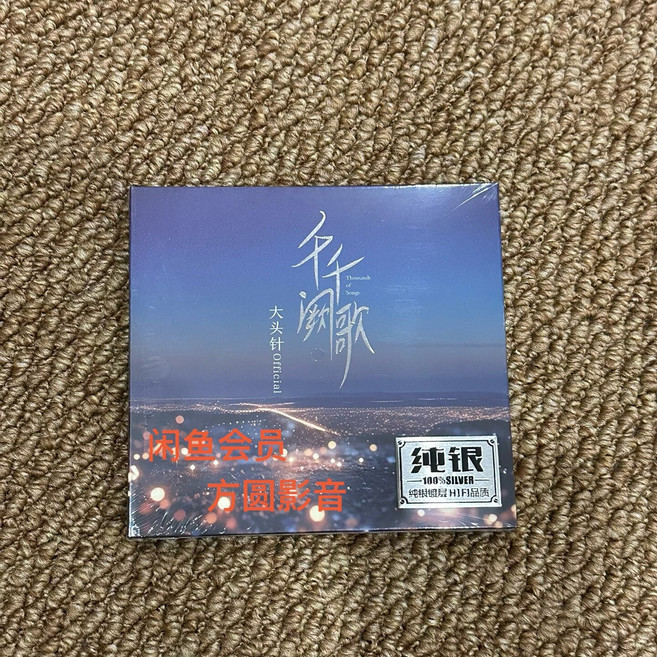 千千阙歌
Thousands
of
Songs
大头针Official
闲鱼会员
方圆影音
纯银
100%SILVER
纯银镀层 HIFI品质